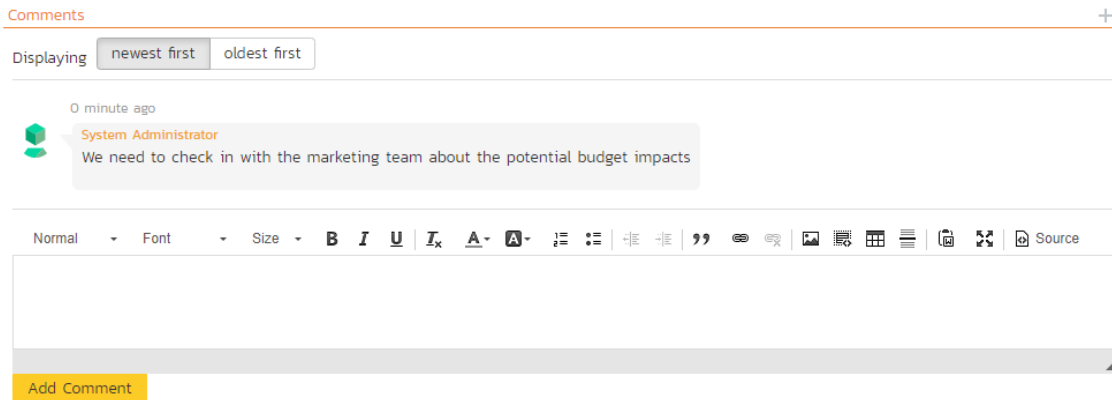 Comments
Displaying newest first oldest first
0 minute ago
System Administrator
We need to check in with the marketing team about the potential budget impacts
Normal Font Size B I U Ix A A Source
Add Comment